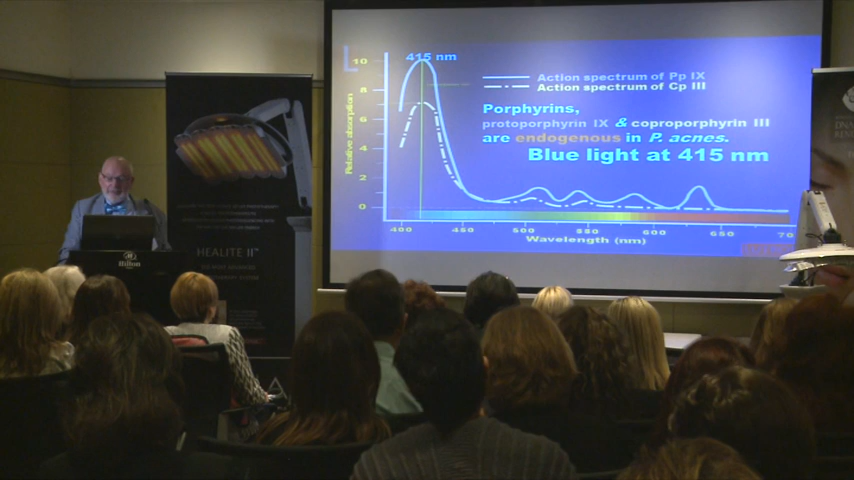 415 nm
Action spectrum of Pp IX
Action spectrum of Cp III
Porphyrins,
protoporphyrin IX & coproporphyrin III
are endogenous in P. acnes.
Blue light at 415 nm
Relative absorption
10
8
6
4
2
0
400 450 500 550 600 650 70
Wavelength (nm)
HEALITE II™
Hilton